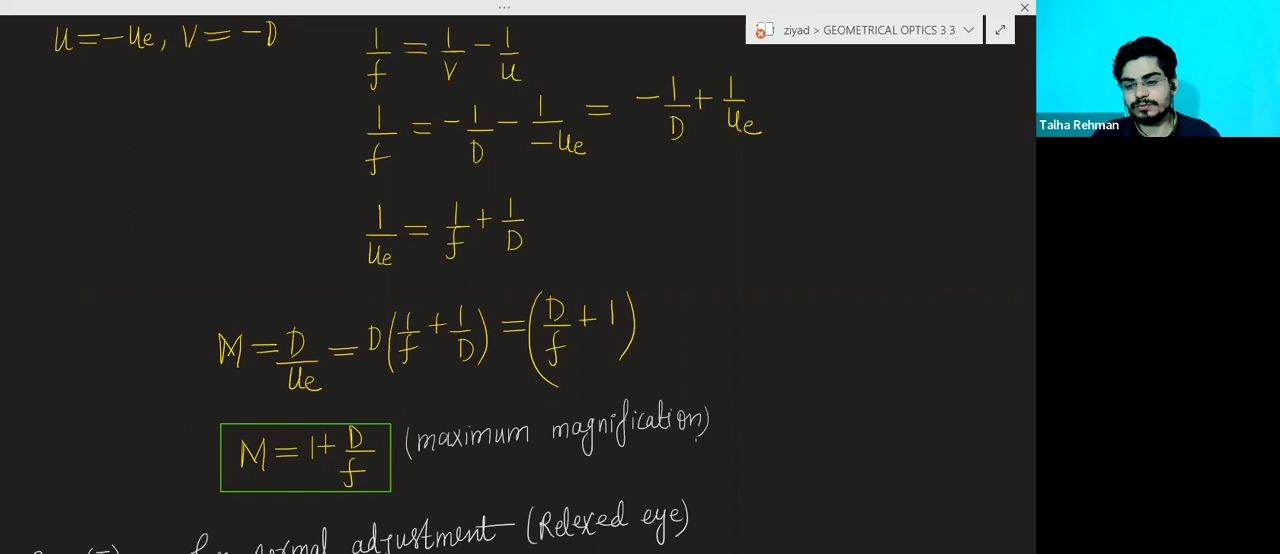 ziyad > GEOMETRICAL OPTICS 3 3
Talha Rehman
u = -ue, v = -D
1/f = 1/v - 1/u
1/f = -1/D - 1/-ue = -1/D + 1/ue
1/ue = 1/f + 1/D
M = D/ue = D(1/f + 1/D) = (D/f + 1)
M = 1 + D/f (maximum magnification)
normal adjustment (Relexed eye)